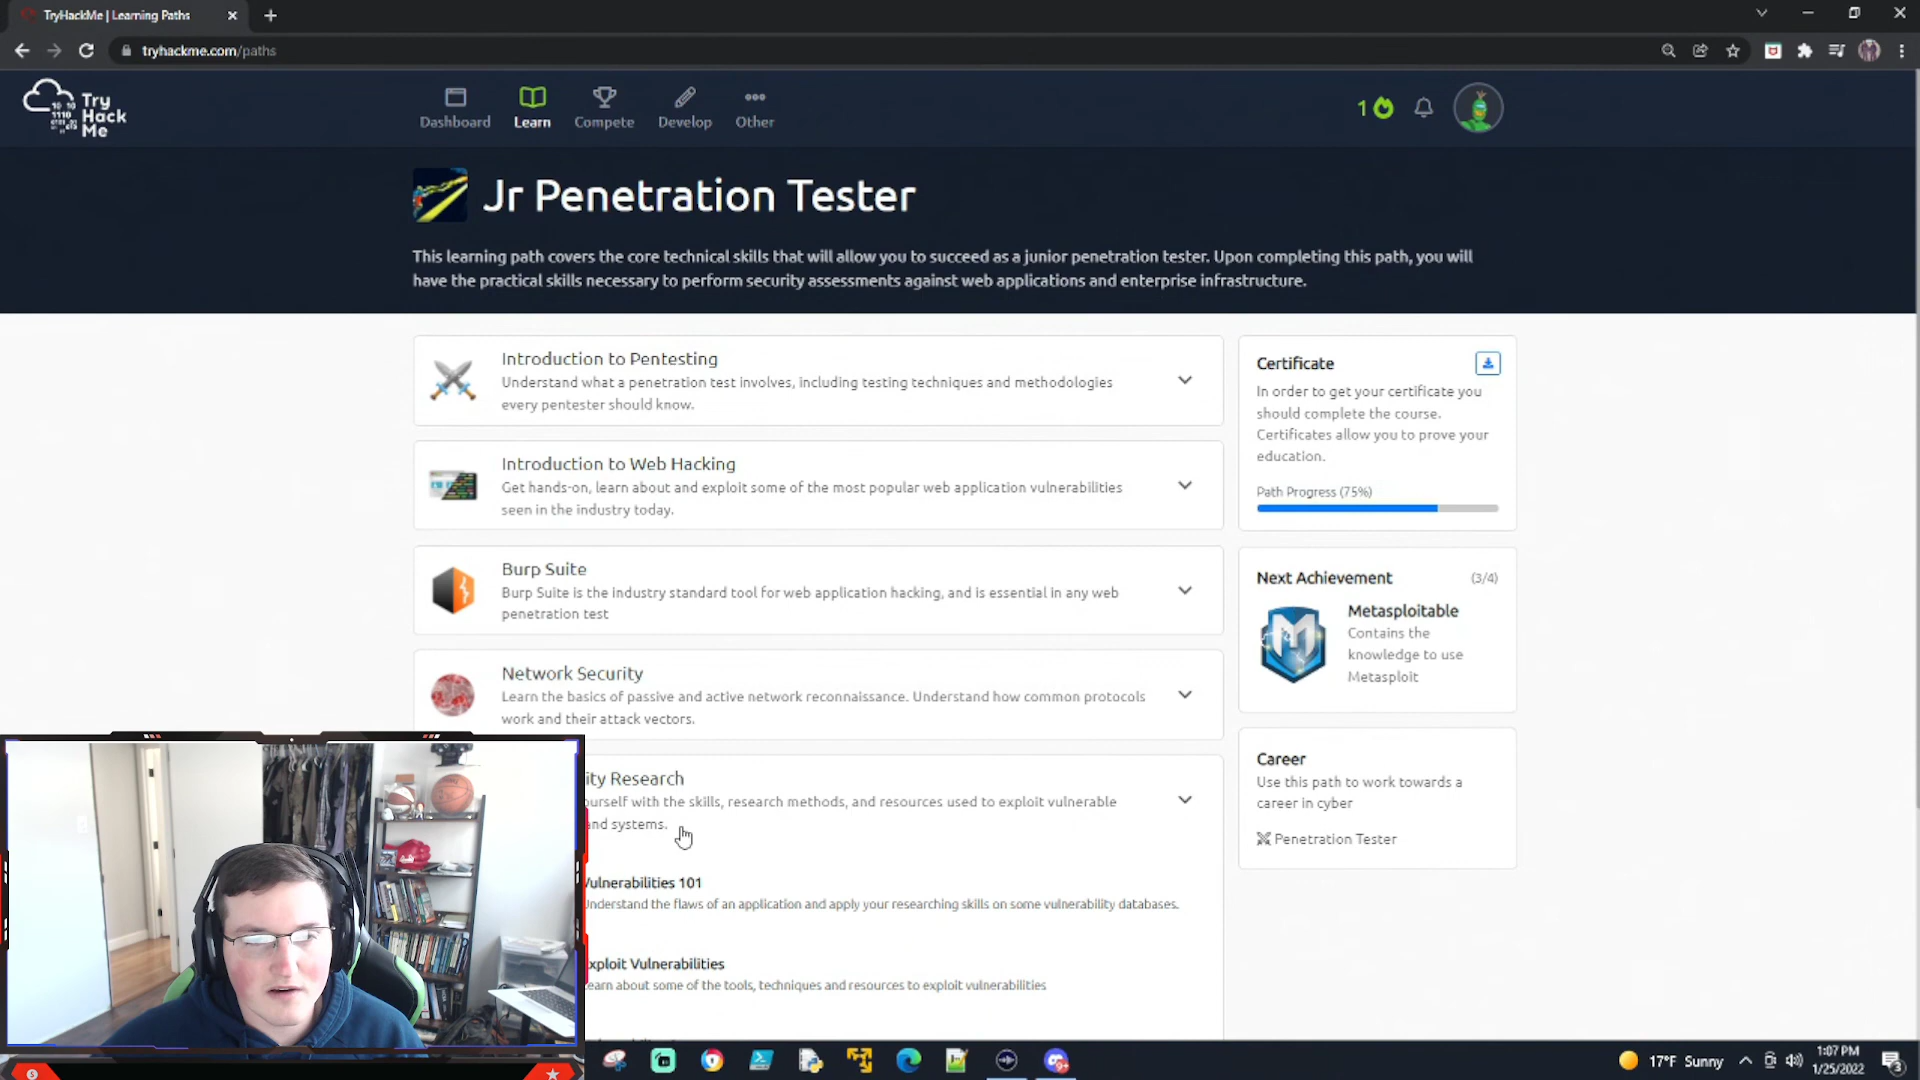 TryHackMe | Learning Paths
tryhackme.com/paths
Try
Hack
Me
Dashboard
Learn
Compete
Develop
Other
1
Jr Penetration Tester
This learning path covers the core technical skills that will allow you to succeed as a junior penetration tester. Upon completing this path, you will
have the practical skills necessary to perform security assessments against web applications and enterprise infrastructure.
Introduction to Pentesting
Understand what a penetration test involves, including testing techniques and methodologies
every pentester should know.
Introduction to Web Hacking
Get hands-on, learn about and exploit some of the most popular web application vulnerabilities
seen in the industry today.
Burp Suite
Burp Suite is the industry standard tool for web application hacking, and is essential in any web
penetration test
Network Security
Learn the basics of passive and active network reconnaissance. Understand how common protocols
work and their attack vectors.
ity Research
ourself with the skills, research methods, and resources used to exploit vulnerable
and systems.
Vulnerabilities 101
Understand the flaws of an application and apply your researching skills on some vulnerability databases.
xploit Vulnerabilities
earn about some of the tools, techniques and resources to exploit vulnerabilities
Certificate
In order to get your certificate you
should complete the course.
Certificates allow you to prove your
education.
Path Progress (75%)
Next Achievement (3/4)
Metasploitable
Contains the
knowledge to use
Metasploit
Career
Use this path to work towards a
career in cyber
Penetration Tester
17°F Sunny
1:07 PM
1/25/2022
3